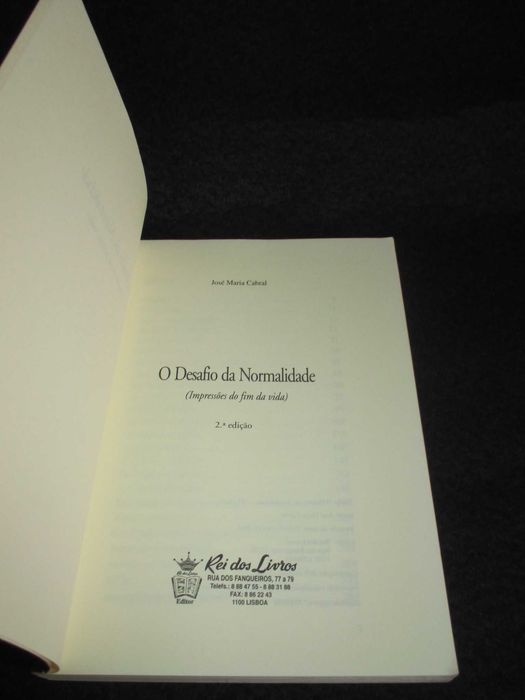 José Maria Cabral
O Desafio da Normalidade
(Impressões do fim da vida)
2.ª edição
Rei dos Livros
Editor
RUA DOS FANQUEIROS, 77 a 79
Telefs.: 8 88 47 55 - 8 88 31 88
FAX: 8 86 22 43
1100 LISBOA